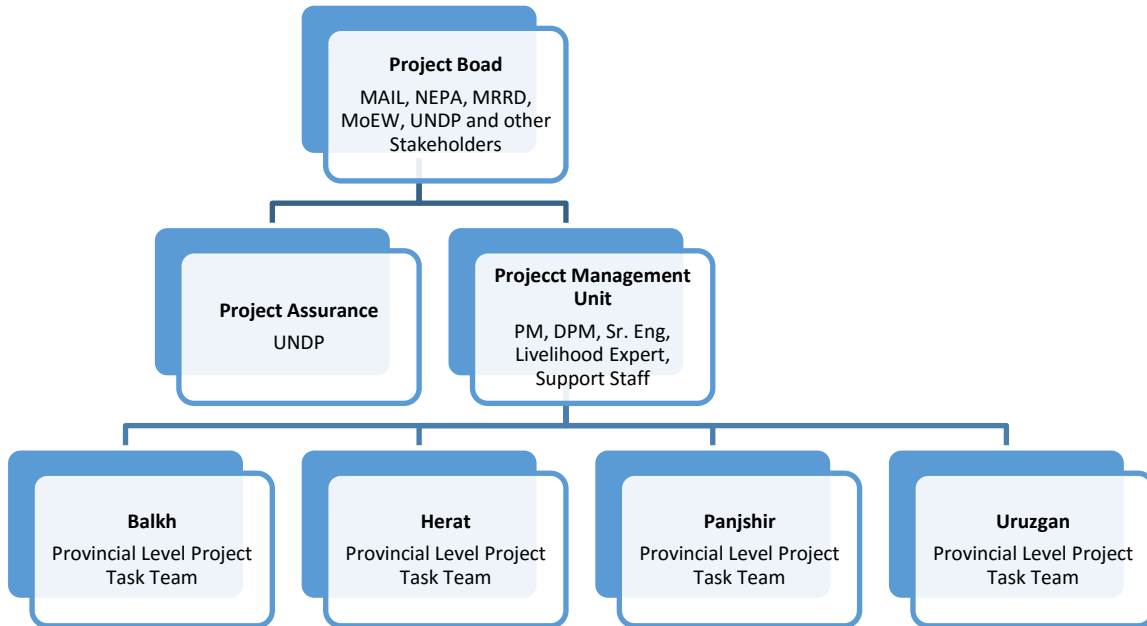 Project Boad
MAIL, NEPA, MRRD,
MoEW, UNDP and other
Stakeholders
Project Assurance
UNDP
Projecct Management
Unit
PM, DPM, Sr. Eng,
Livelihood Expert,
Support Staff
Balkh
Provincial Level Project
Task Team
Herat
Provincial Level Project
Task Team
Panjshir
Provincial Level Project
Task Team
Uruzgan
Provincial Level Project
Task Team